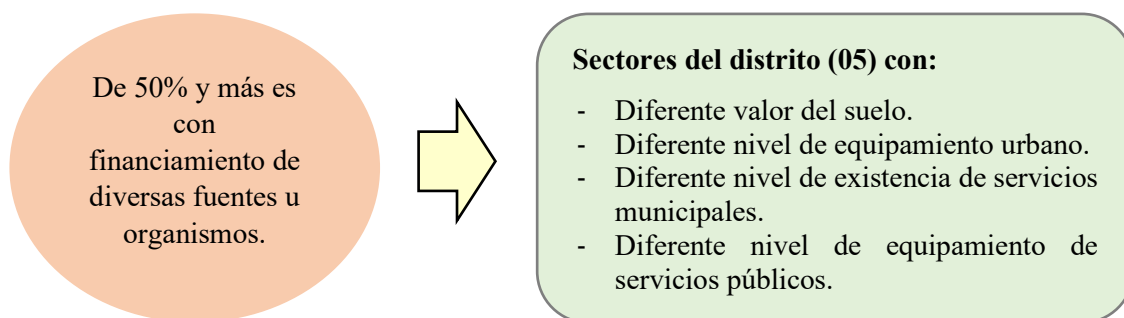 De 50% y más es
con
financiamiento de
diversas fuentes u
organismos.
Sectores del distrito (05) con:
- Diferente valor del suelo.
- Diferente nivel de equipamiento urbano.
- Diferente nivel de existencia de servicios
municipales.
- Diferente nivel de equipamiento de
servicios públicos.